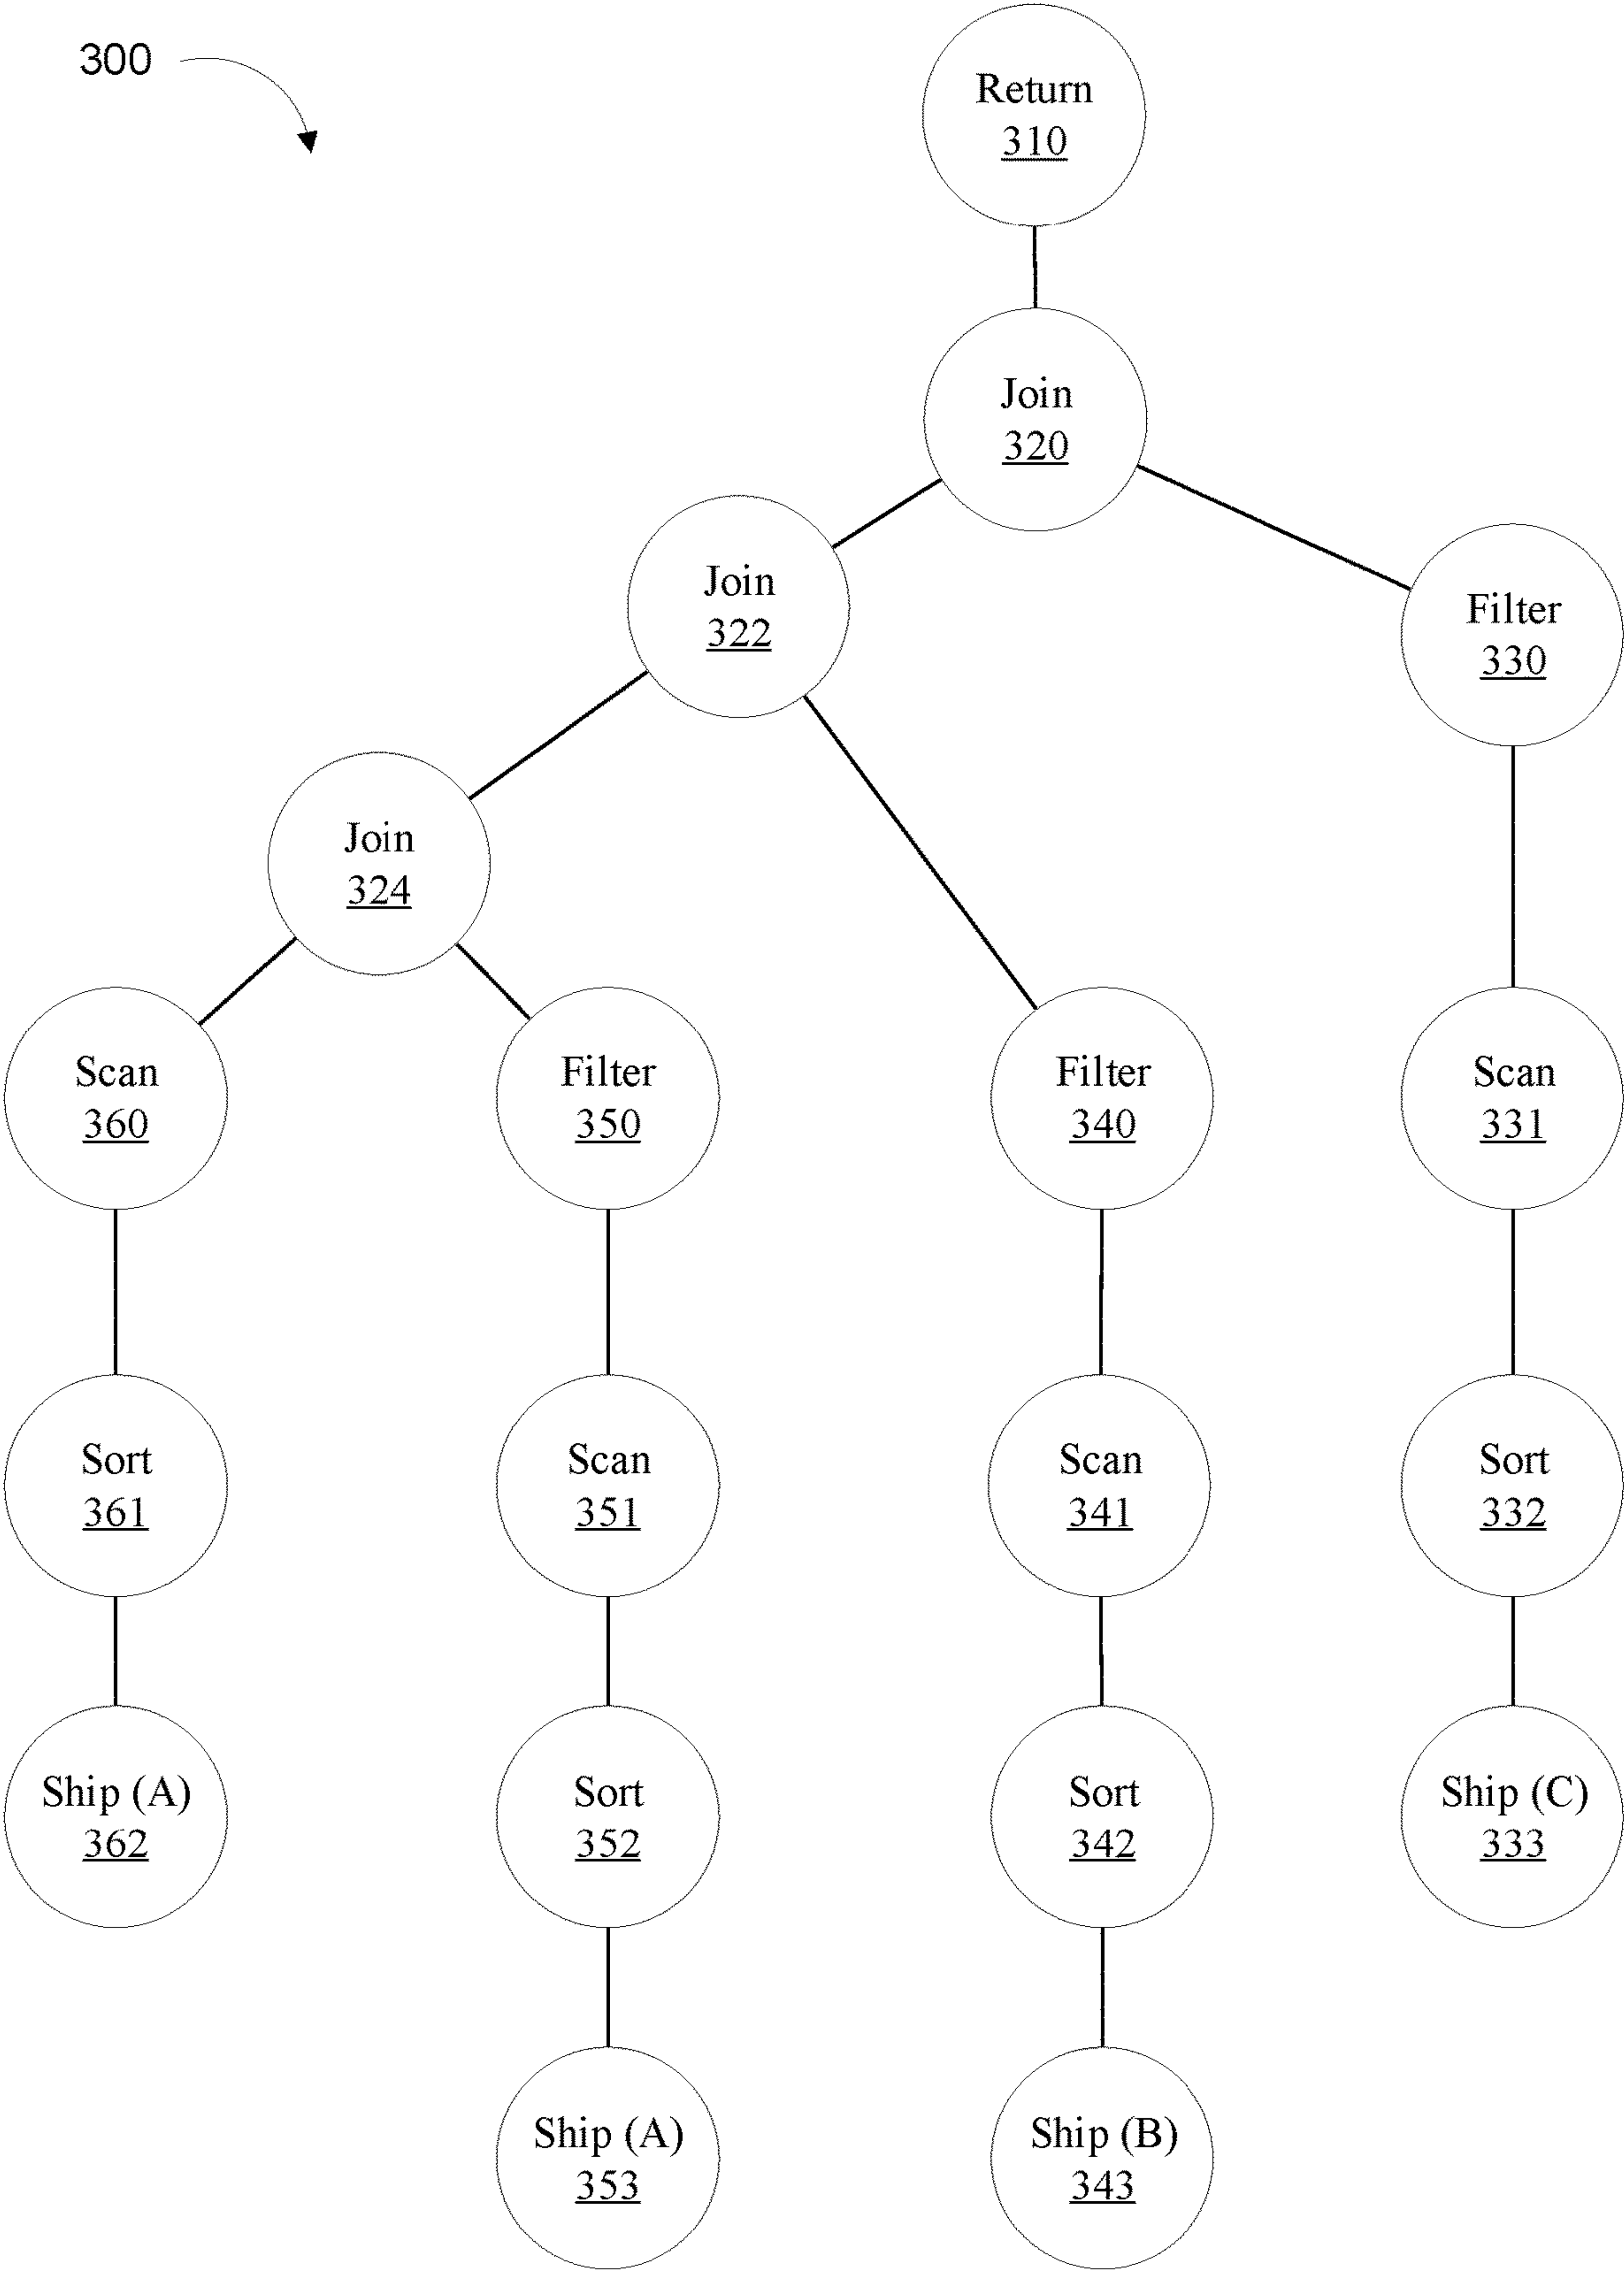 300
Return
310
Join
320
Join
322
Filter
330
Join
324
Scan
360
Filter
350
Filter
340
Scan
331
Sort
361
Scan
351
Scan
341
Sort
332
Ship (A)
362
Sort
352
Sort
342
Ship (C)
333
Ship (A)
353
Ship (B)
343